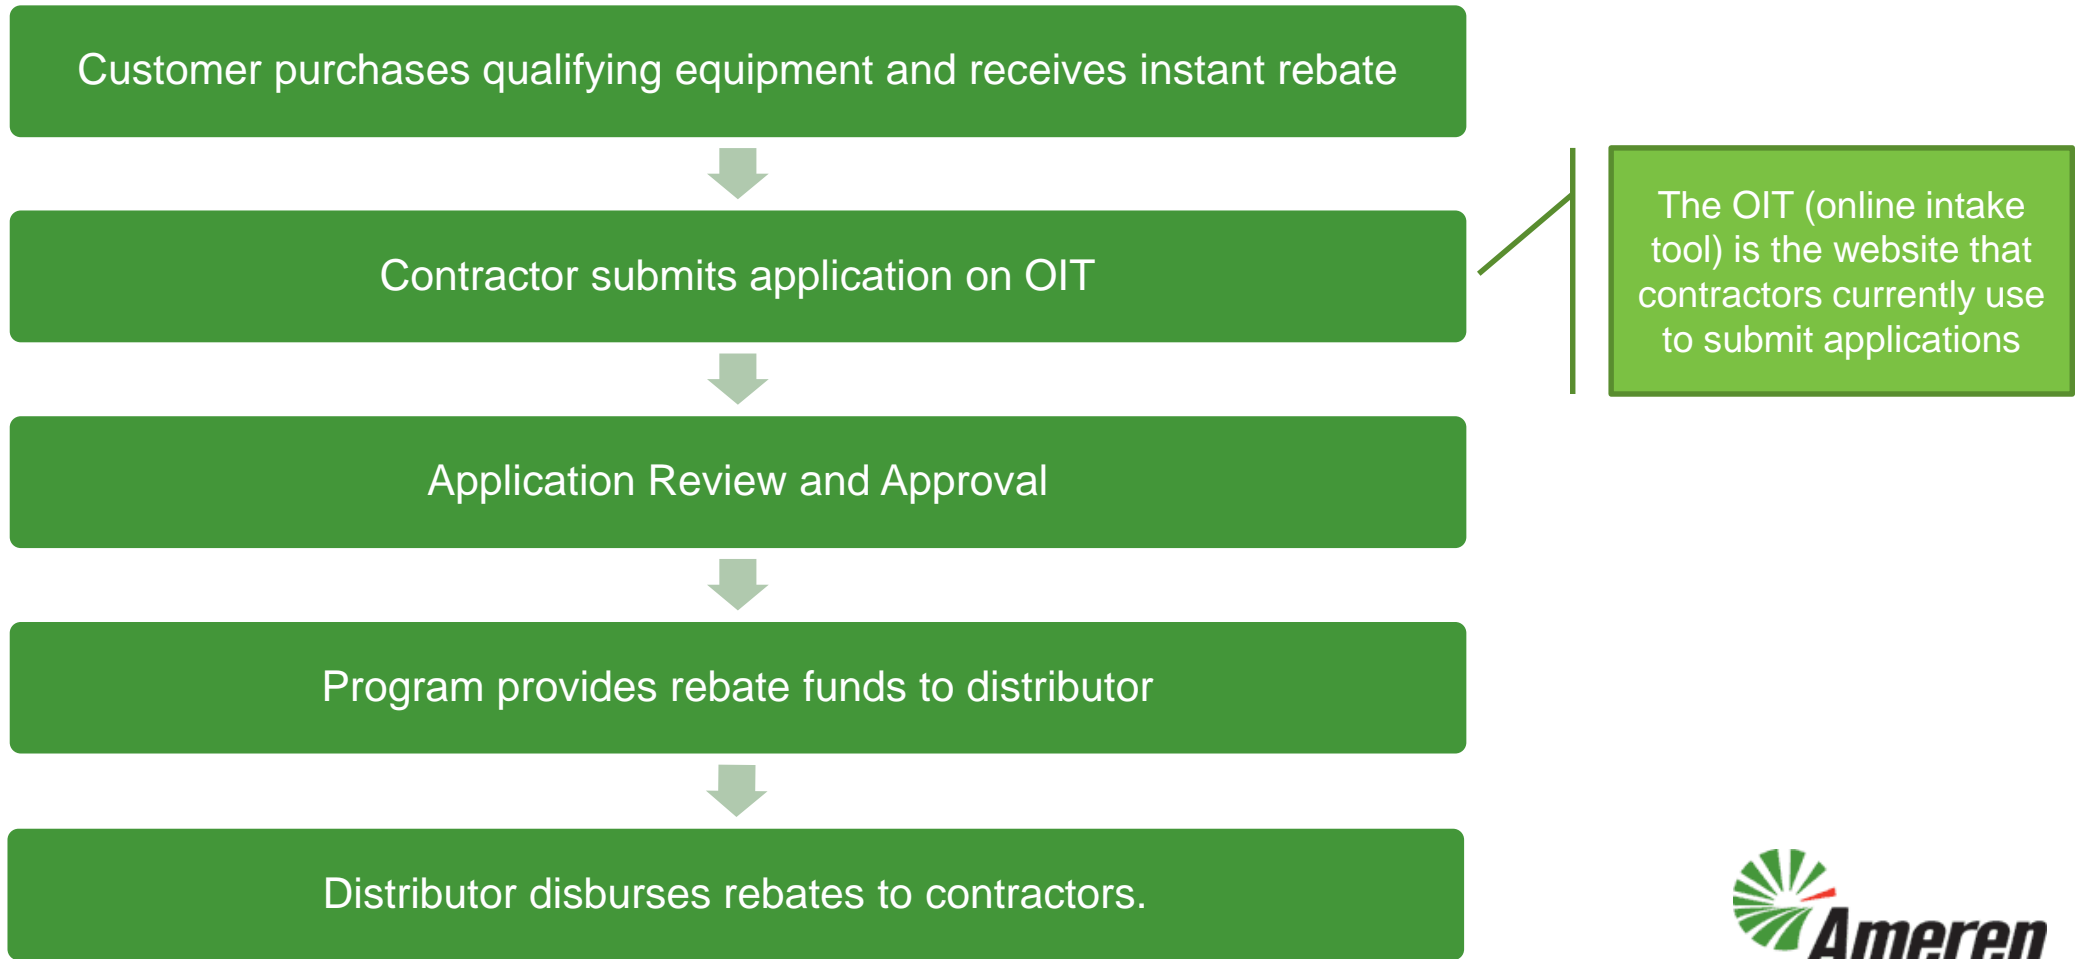 Customer purchases qualifying equipment and receives instant rebate
Contractor submits application on OIT
The OIT (online intake
tool) is the website that
contractors currently use
to submit applications
Application Review and Approval
Program provides rebate funds to distributor
Distributor disburses rebates to contractors.
Ameren